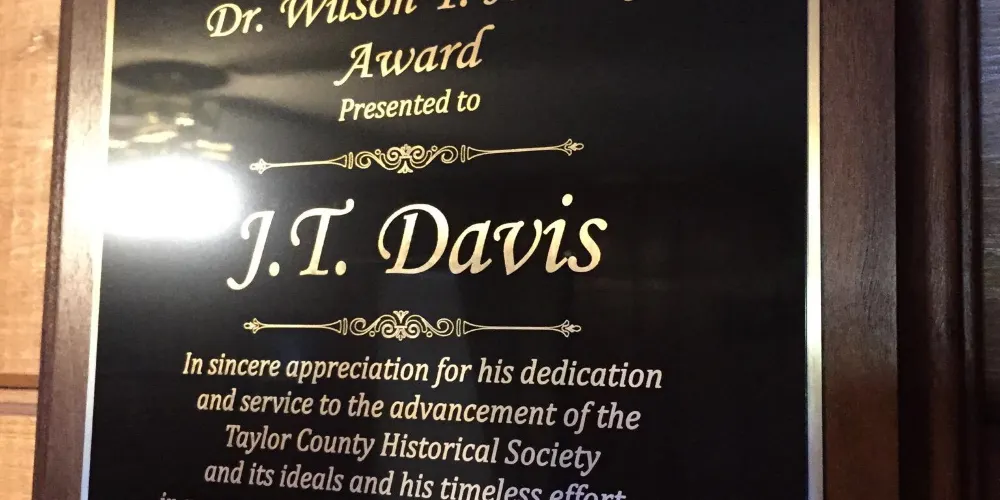 Dr. Wilson
Award
Presented to
J.T. Davis
In sincere appreciation for his dedication
and service to the advancement of the
Taylor County Historical Society
and its ideals and his timeless effort